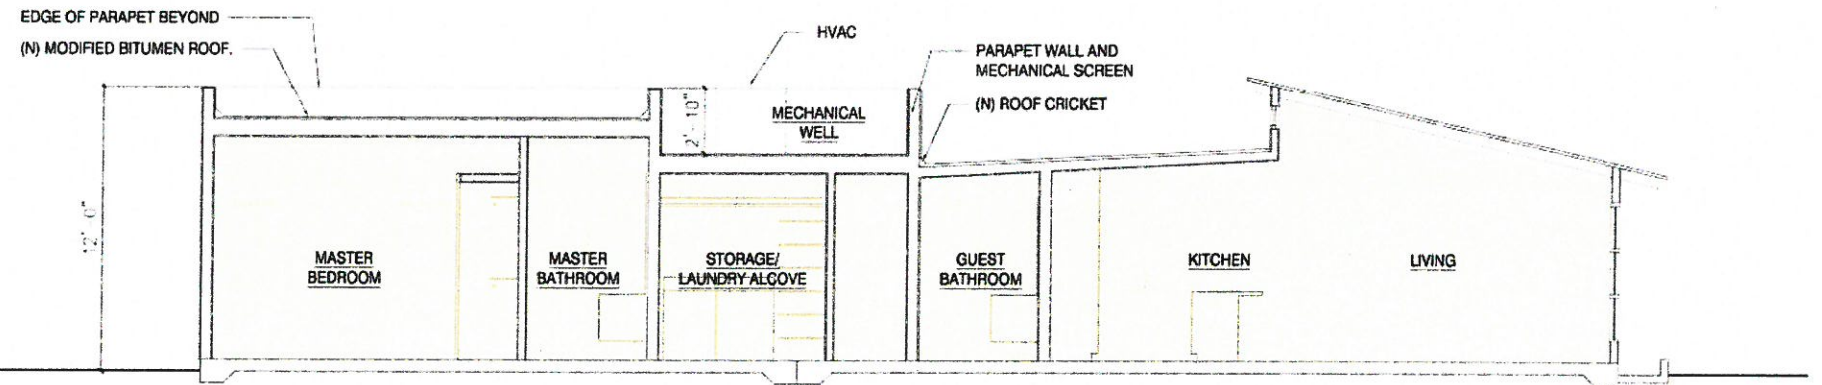 EDGE OF PARAPET BEYOND
(N) MODIFIED BITUMEN ROOF.
HVAC
PARAPET WALL AND
MECHANICAL SCREEN
(N) ROOF CRICKET
MECHANICAL
WELL
2' - 10"
12' - 0"
MASTER
BEDROOM
MASTER
BATHROOM
STORAGE/
LAUNDRY ALCOVE
GUEST
BATHROOM
KITCHEN
LIVING